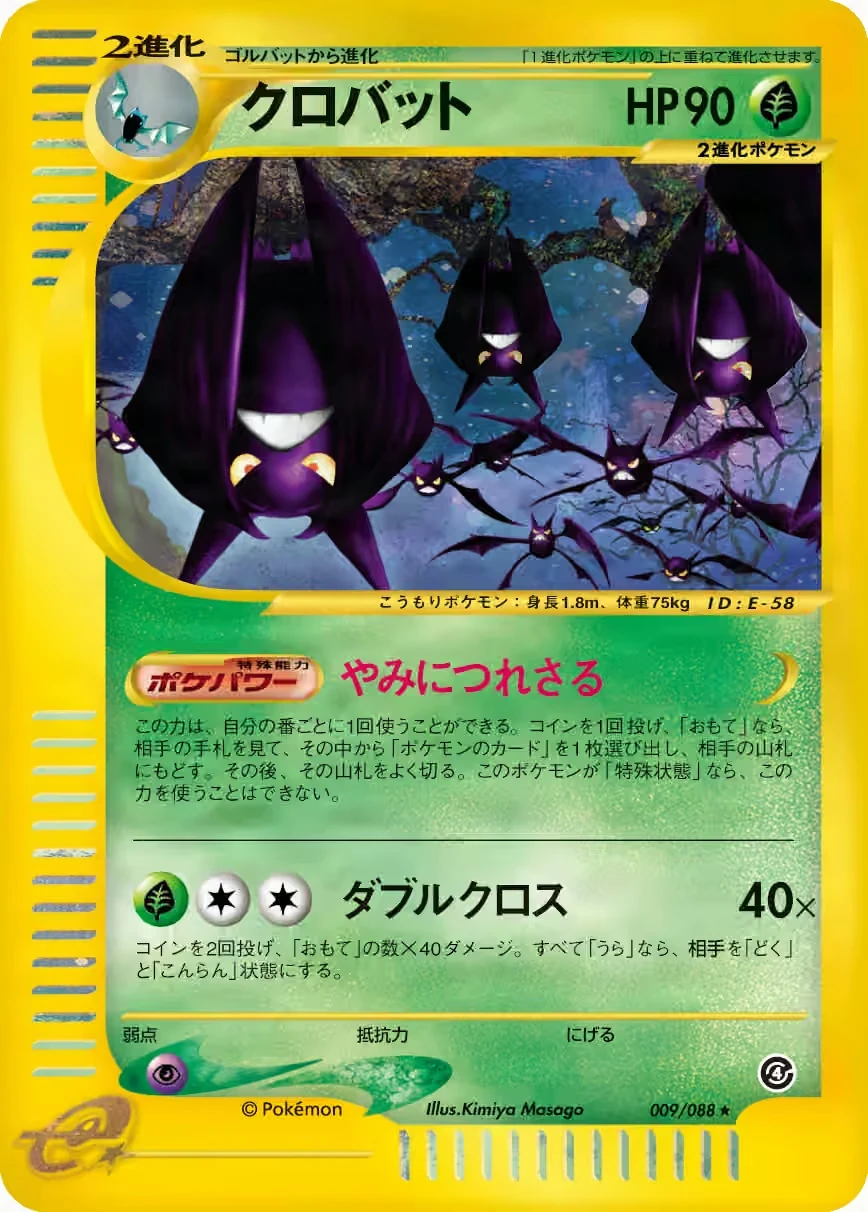 2進化 ゴルバットから進化 「1進化ポケモン」の上に重ねて進化させます。
クロバット HP90
2進化ポケモン
こうもりポケモン:身長1.8m、体重75kg ID:E-58
特殊能力
ポケパワー やみにつれさる
この力は、自分の番ごとに1回使うことができる。コインを1回投げ、「おもて」なら、
相手の手札を見て、その中から「ポケモンのカード」を1枚選び出し、相手の山札
にもどす。その後、その山札をよく切る。このポケモンが「特殊状態」なら、この
力を使うことはできない。
ダブルクロス 40×
コインを2回投げ、「おもて」の数×40ダメージ。すべて「うら」なら、相手を「どく」
と「こんらん」状態にする。
弱点 抵抗力 にげる
4
© Pokémon Illus.Kimiya Masago 009/088 ★
e